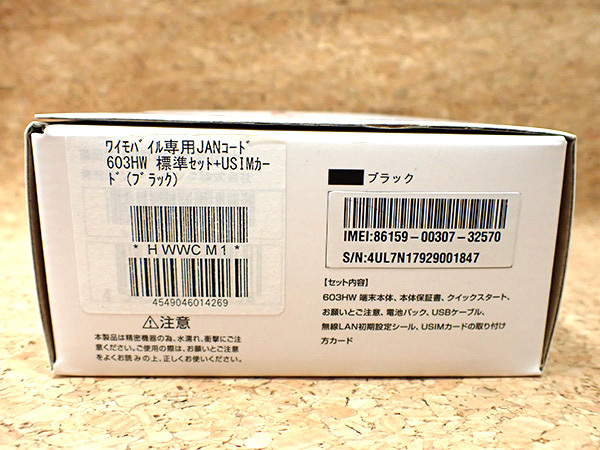 ﾜｲﾓﾊﾞｲﾙ専用JANｺｰﾄﾞ
603HW 標準ｾｯﾄ+USIMｶｰ
ﾄﾞ(ﾌﾞﾗｯｸ)
* HWWCM1 *
4549046014269
⚠注意
本製品は精密機器の為、水濡れ、衝撃にご注
意ください。ご使用の際は、お願いとご注意
をよくお読みの上、正しくお使いください。
ブラック
IMEI:86159-00307-32570
S/N:4UL7N17929001847
【セット内容】
603HW 端末本体、本体保証書、クイックスタート、
お願いとご注意、電池パック、USBケーブル、
無線LAN初期設定シール、USIMカードの取り付け
方カード